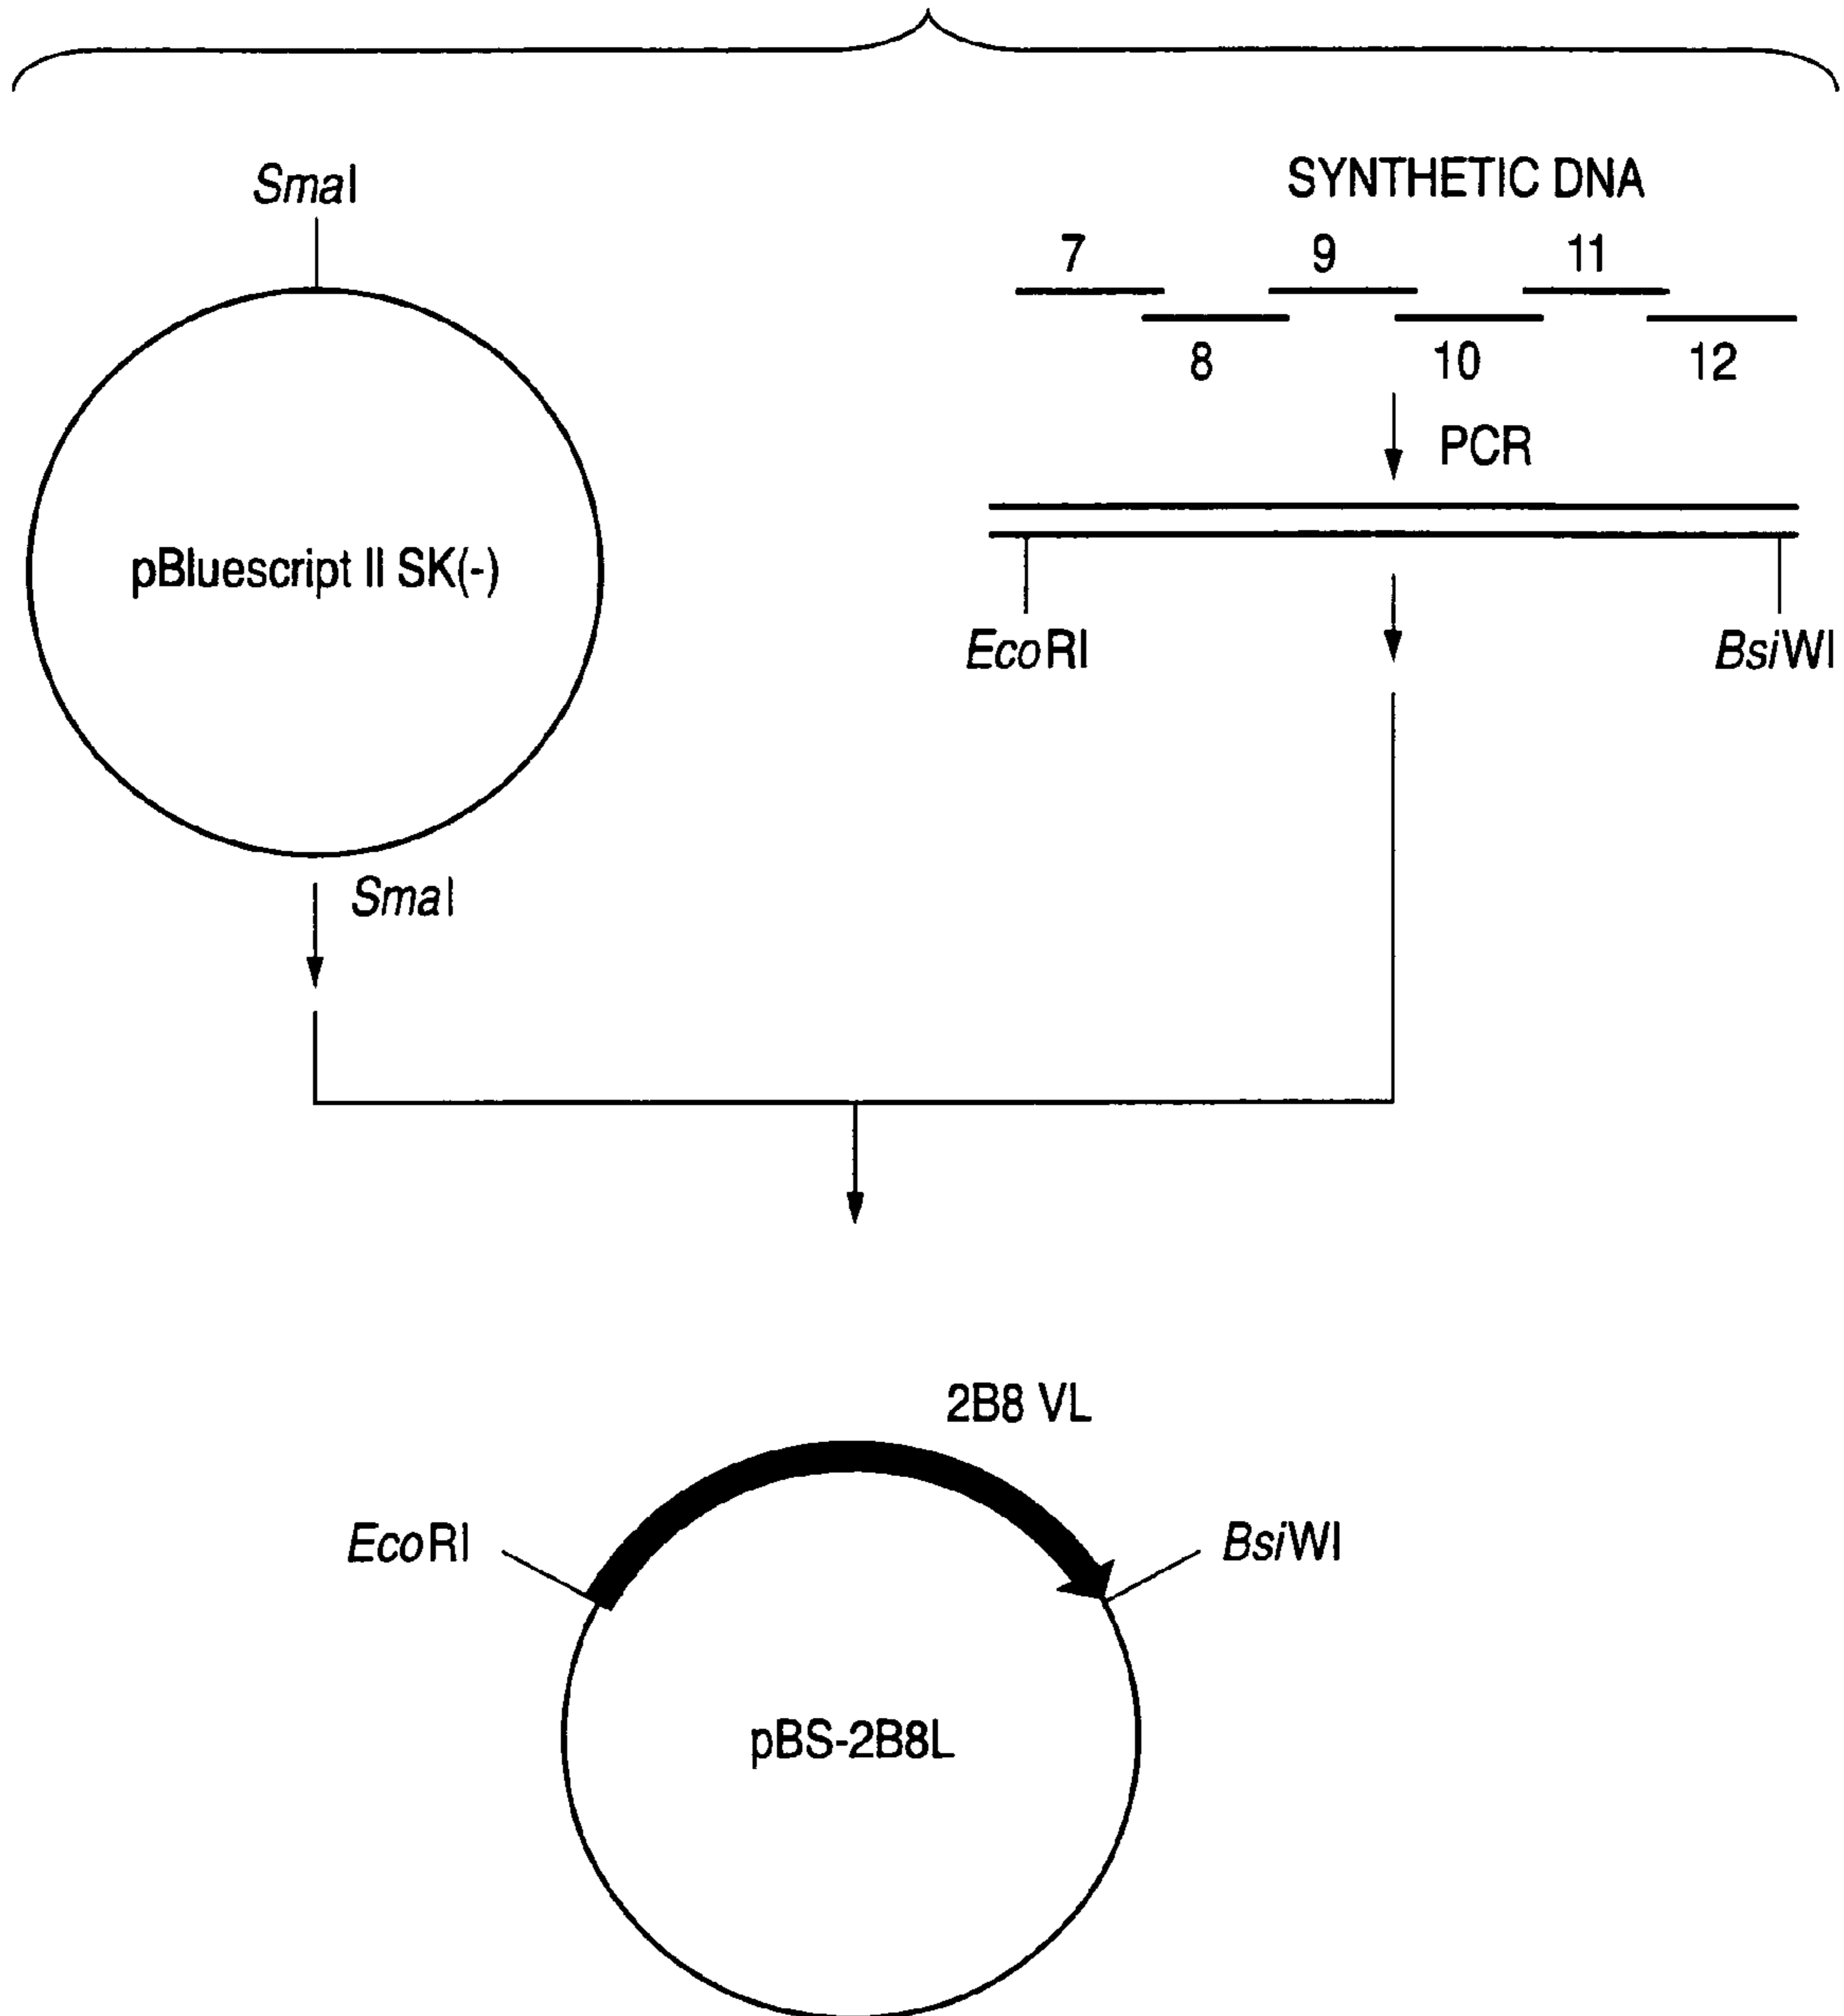 SmaI
SYNTHETIC DNA
7 9 11
8 10 12
PCR
pBluescript II SK(-)
EcoRI BsiWI
SmaI
2B8 VL
EcoRI BsiWI
pBS-2B8L